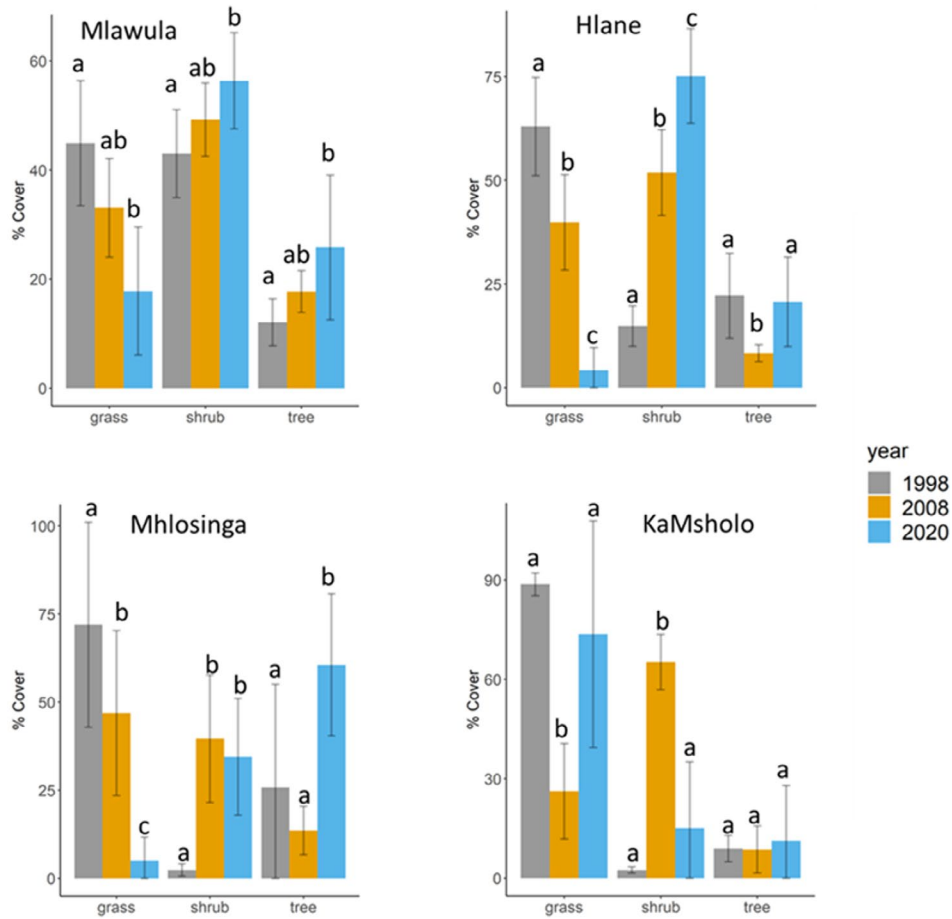 Mlawula
% Cover
60
40
20
0
a ab b
a ab b
a ab b
grass shrub tree
Hlane
% Cover
75
50
25
0
a b c
a b c
a b a
grass shrub tree
year
1998
2008
2020
Mhlosinga
% Cover
100
75
50
25
0
a b c
a b b
a a b
grass shrub tree
KaMsholo
% Cover
90
60
30
0
a b a
a b a
a a a
grass shrub tree